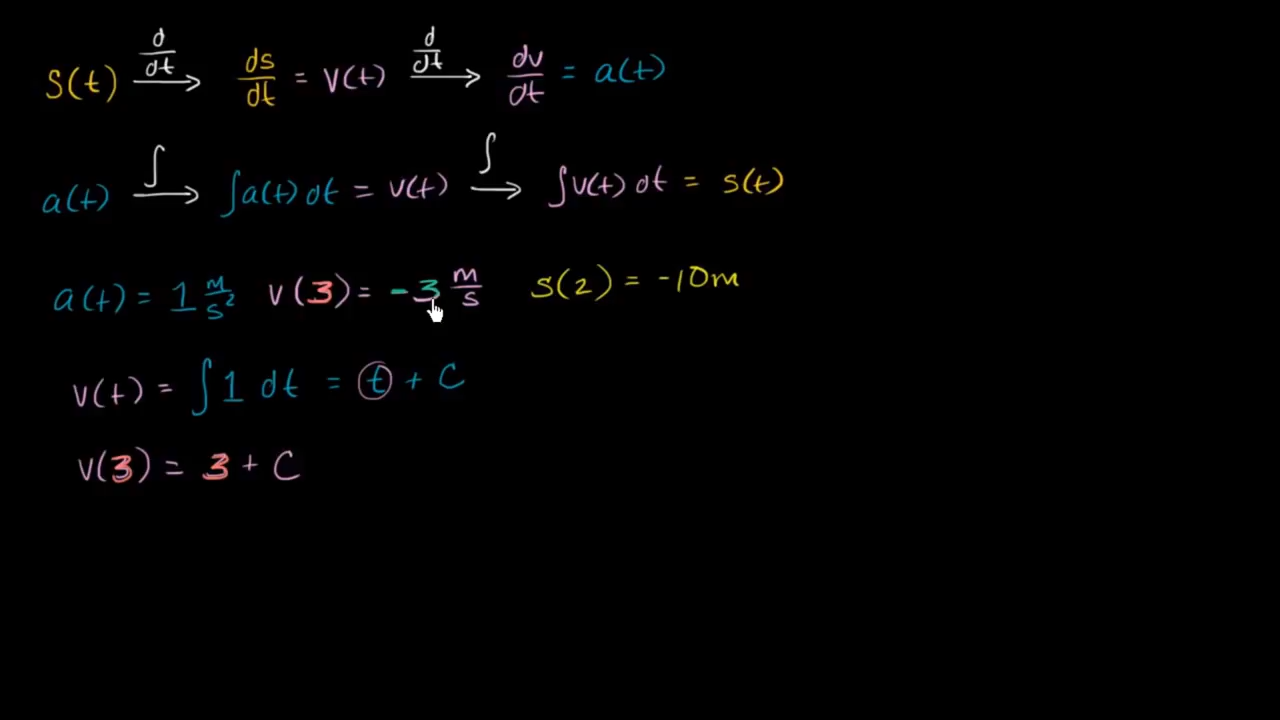 S(t) d/dt → ds/dt = v(t) d/dt → dv/dt = a(t)
a(t) ∫ → ∫a(t) dt = v(t) ∫ → ∫v(t) dt = s(t)
a(t) = 1 m/s² v(3) = -3 m/s s(2) = -10m
v(t) = ∫1 dt = t + C
v(3) = 3 + C